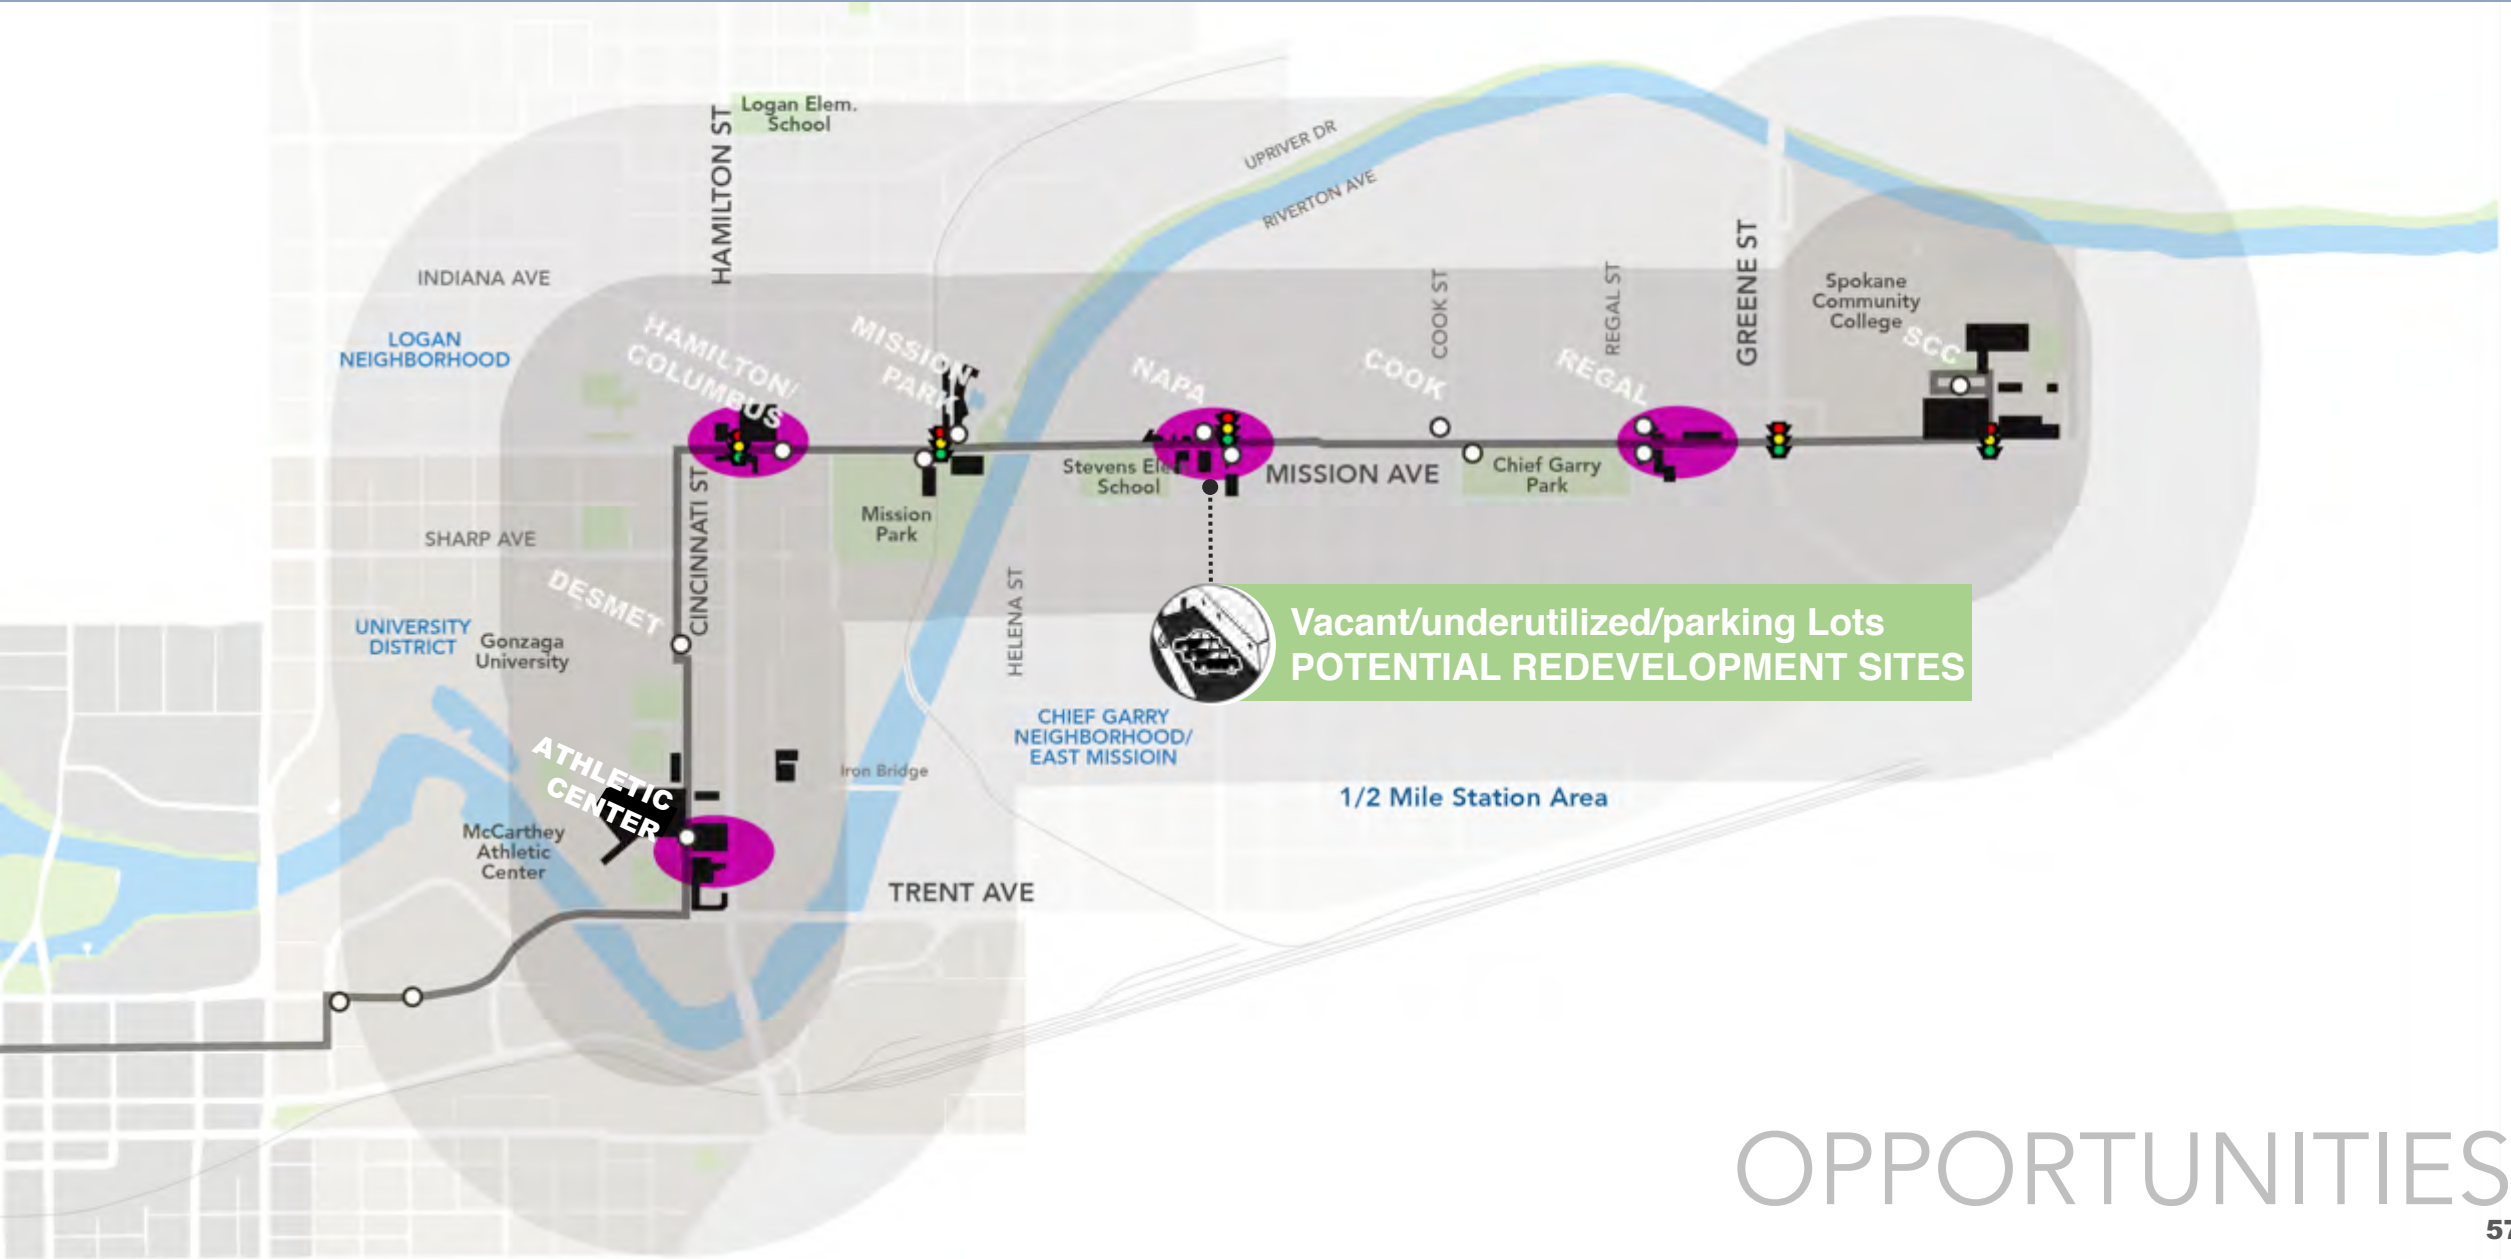 Logan Elem.
School
HAMILTON ST
UPRIVER DR
RIVERTON AVE
INDIANA AVE
LOGAN
NEIGHBORHOOD
HAMILTON/
COLUMBUS
MISSION
PARK
NAPA
COOK
COOK ST
REGAL
REGAL ST
GREENE ST
Spokane
Community
College
SCC
Stevens Ele
School
MISSION AVE
Chief Garry
Park
Mission
Park
SHARP AVE
CINCINNATI ST
DESMET
HELENA ST
UNIVERSITY
DISTRICT
Gonzaga
University
Vacant/underutilized/parking Lots
POTENTIAL REDEVELOPMENT SITES
CHIEF GARRY
NEIGHBORHOOD/
EAST MISSIOIN
ATHLETIC
CENTER
Iron Bridge
1/2 Mile Station Area
McCarthey
Athletic
Center
TRENT AVE
OPPORTUNITIES
57